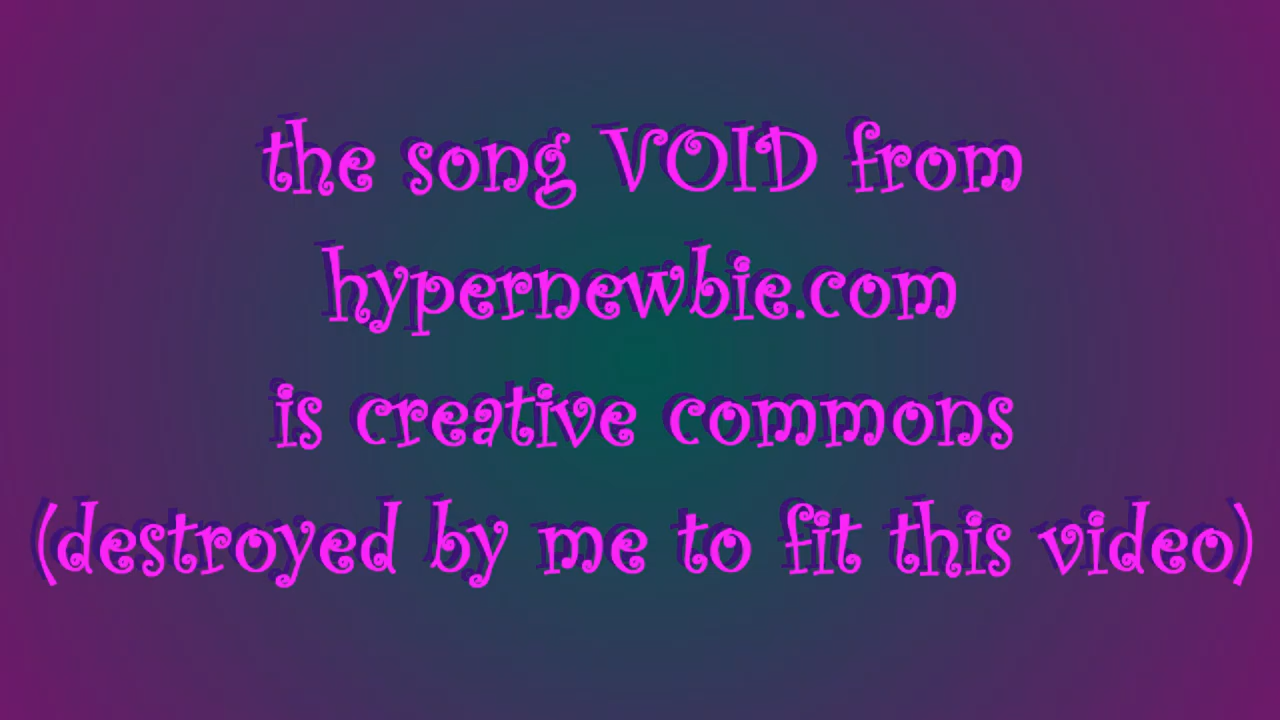 the song VOID from
hypernewbie.com
is creative commons
(destroyed by me to fit this video)